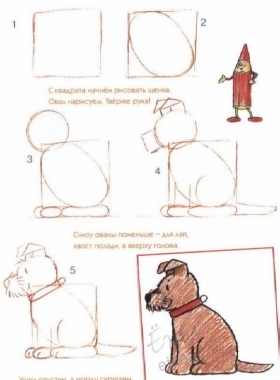 1
2
С квадрата начнём рисовать щенка.
Овал нарисуем. Твёрже рука!
3
4
Снизу овалы поменьше – для лап,
хвост позади, а вверху голова.
5